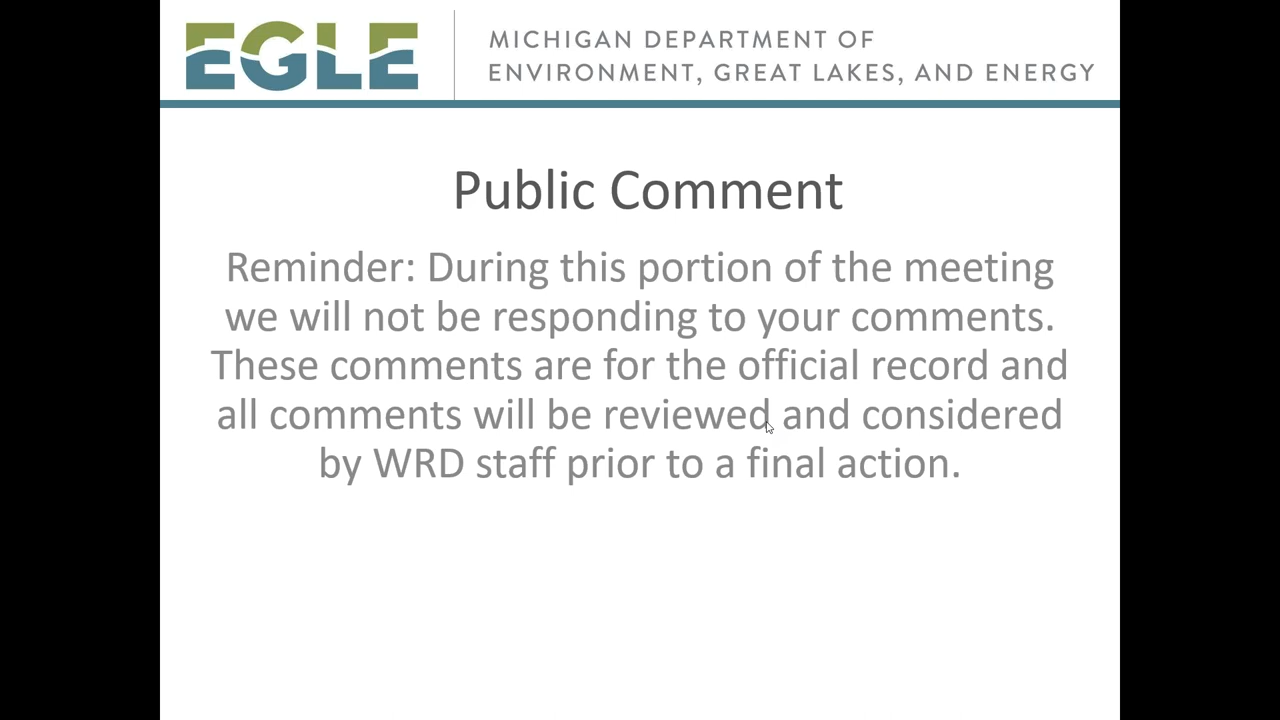 EGLE
MICHIGAN DEPARTMENT OF
ENVIRONMENT, GREAT LAKES, AND ENERGY
Public Comment
Reminder: During this portion of the meeting
we will not be responding to your comments.
These comments are for the official record and
all comments will be reviewed and considered
by WRD staff prior to a final action.